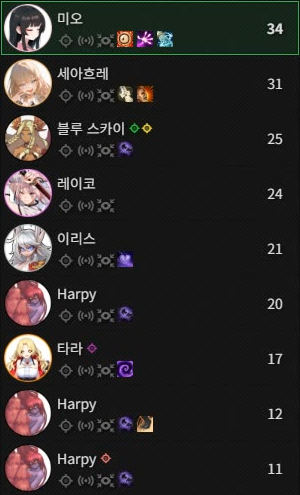 미오 34
세아흐레 31
블루 스카이 25
레이코 24
이리스 21
Harpy 20
타라 17
Harpy 12
Harpy 11